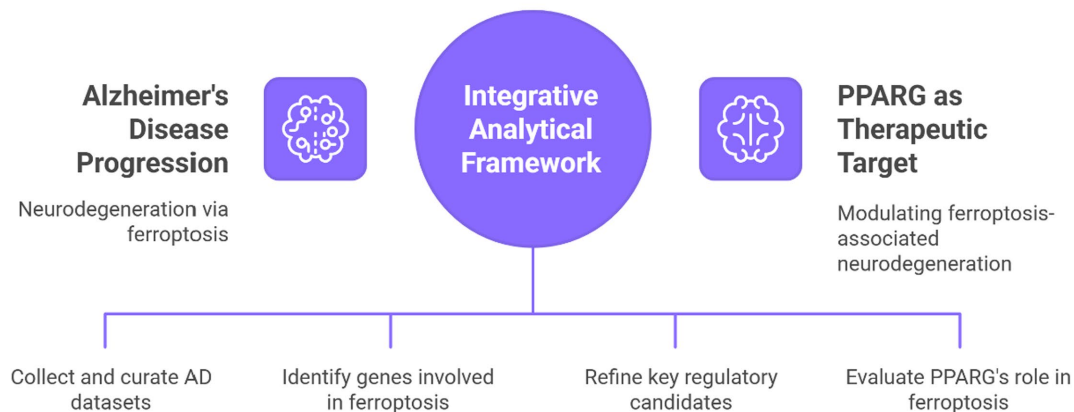 Alzheimer's
Disease
Progression
Neurodegeneration via
ferroptosis
Integrative
Analytical
Framework
PPARG as
Therapeutic
Target
Modulating ferroptosis-
associated
neurodegeneration
Collect and curate AD
datasets
Identify genes involved
in ferroptosis
Refine key regulatory
candidates
Evaluate PPARG's role in
ferroptosis